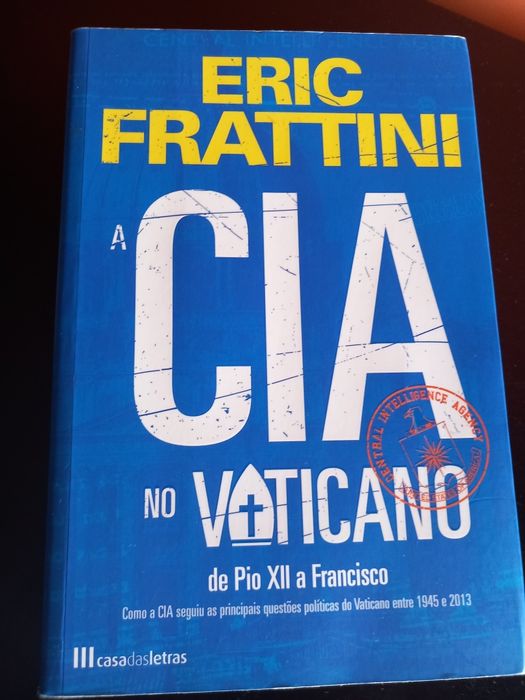 ERIC
FRATTINI
A CIA
NO VATICANO
de Pio XII a Francisco
Como a CIA seguiu as principais questões políticas do Vaticano entre 1945 e 2013
CENTRAL INTELLIGENCE AGENCY
casadasletras